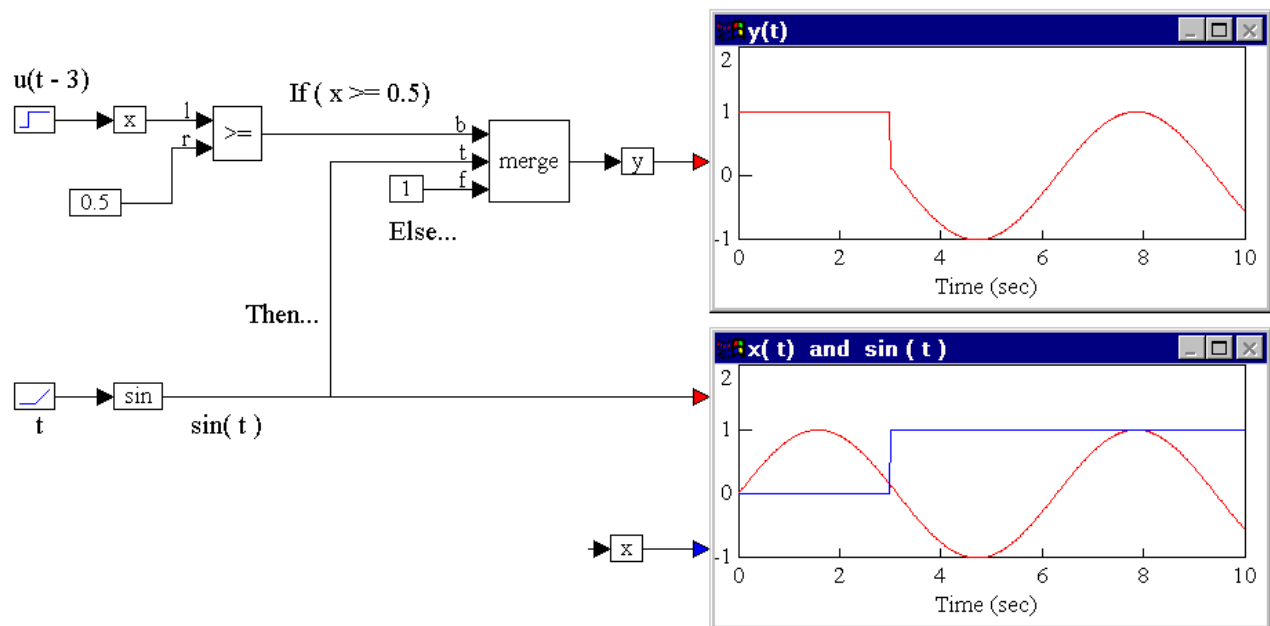 u(t - 3)
x
l
r
>=
0.5
If ( x >= 0.5)
b
t
f
merge
1
Else...
y
Then...
t
sin
sin( t )
x
y(t)
2
1
0
-1
0 2 4 6 8 10
Time (sec)
x( t) and sin ( t )
2
1
0
-1
0 2 4 6 8 10
Time (sec)